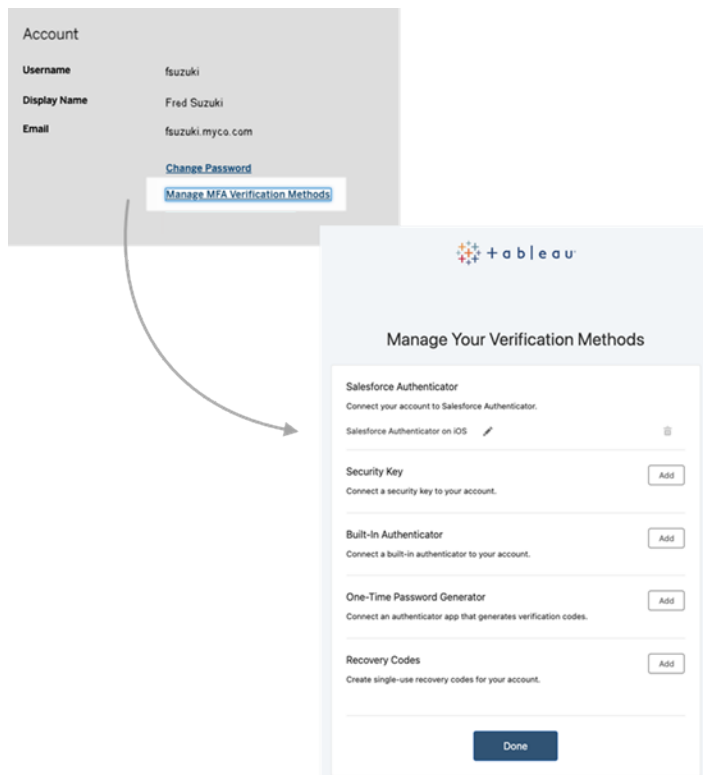 Account
Username fsuzuki
Display Name Fred Suzuki
Email fsuzuki.myco.com
Change Password
Manage MFA Verification Methods
+ableau
Manage Your Verification Methods
Salesforce Authenticator
Connect your account to Salesforce Authenticator.
Salesforce Authenticator on iOS
Security Key Add
Connect a security key to your account.
Built-In Authenticator Add
Connect a built-in authenticator to your account.
One-Time Password Generator Add
Connect an authenticator app that generates verification codes.
Recovery Codes Add
Create single-use recovery codes for your account.
Done